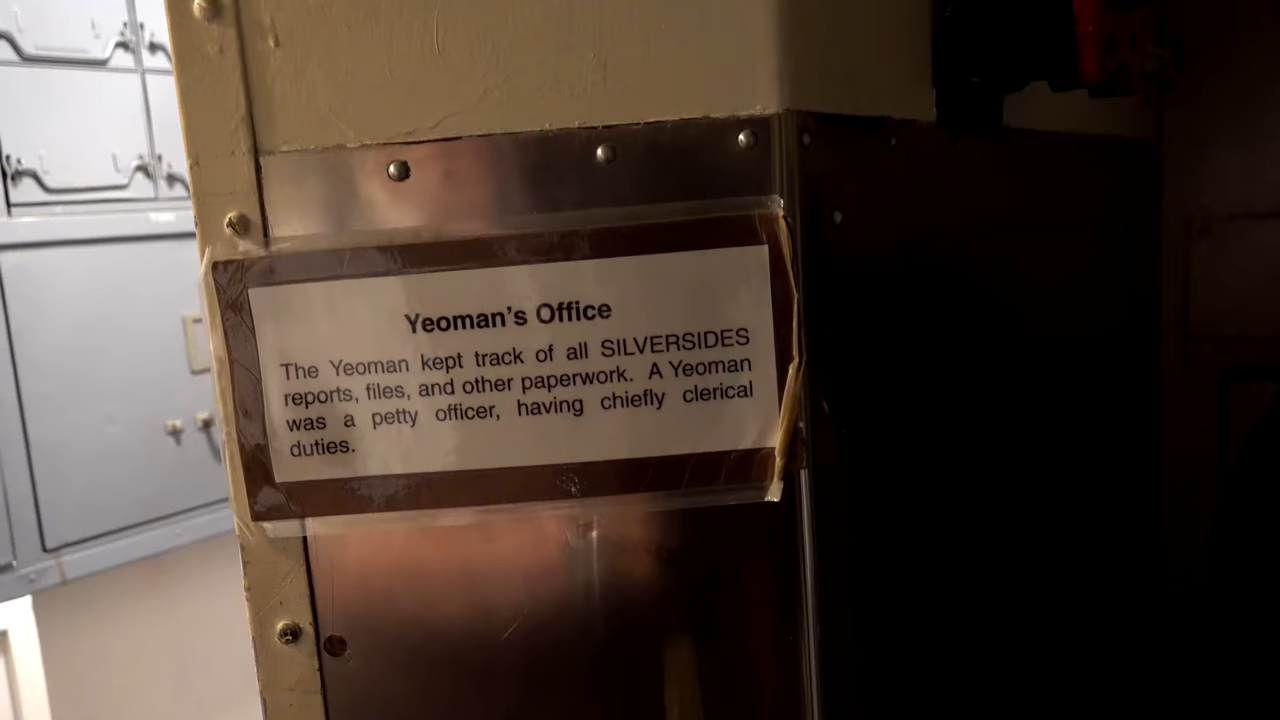 Yeoman's Office
The Yeoman kept track of all SILVERSIDES
reports, files, and other paperwork. A Yeoman
was a petty officer, having chiefly clerical
duties.